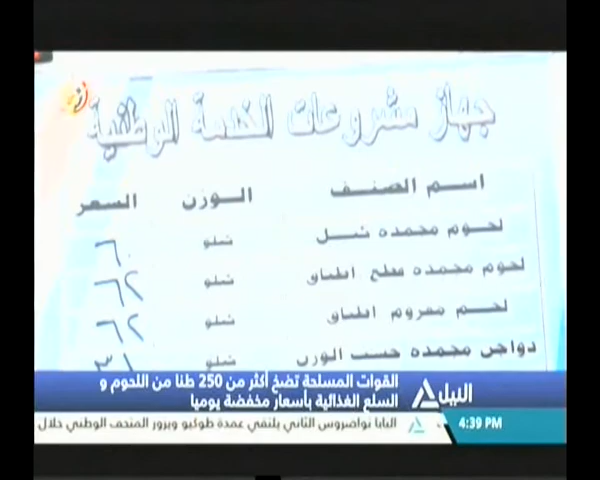 جهاز مشروعات الخدمة الوطنية
اسم الصنف الوزن السعر
لحوم مجمده كيلو ٦٠
لحوم مجمده اطباق كيلو ٦٢
لحم مفروم اطباق كيلو ٦٢
دواجن مجمده حسب الوزن كيلو
القوات المسلحة تضخ أكثر من 250 طنا من اللحوم و
السلع الغذائية بأسعار مخفضة يوميا
النيل
البابا تواضروس الثاني يلتقي عمدة طوكيو ويزور المتحف الوطني خلال
4:39 PM